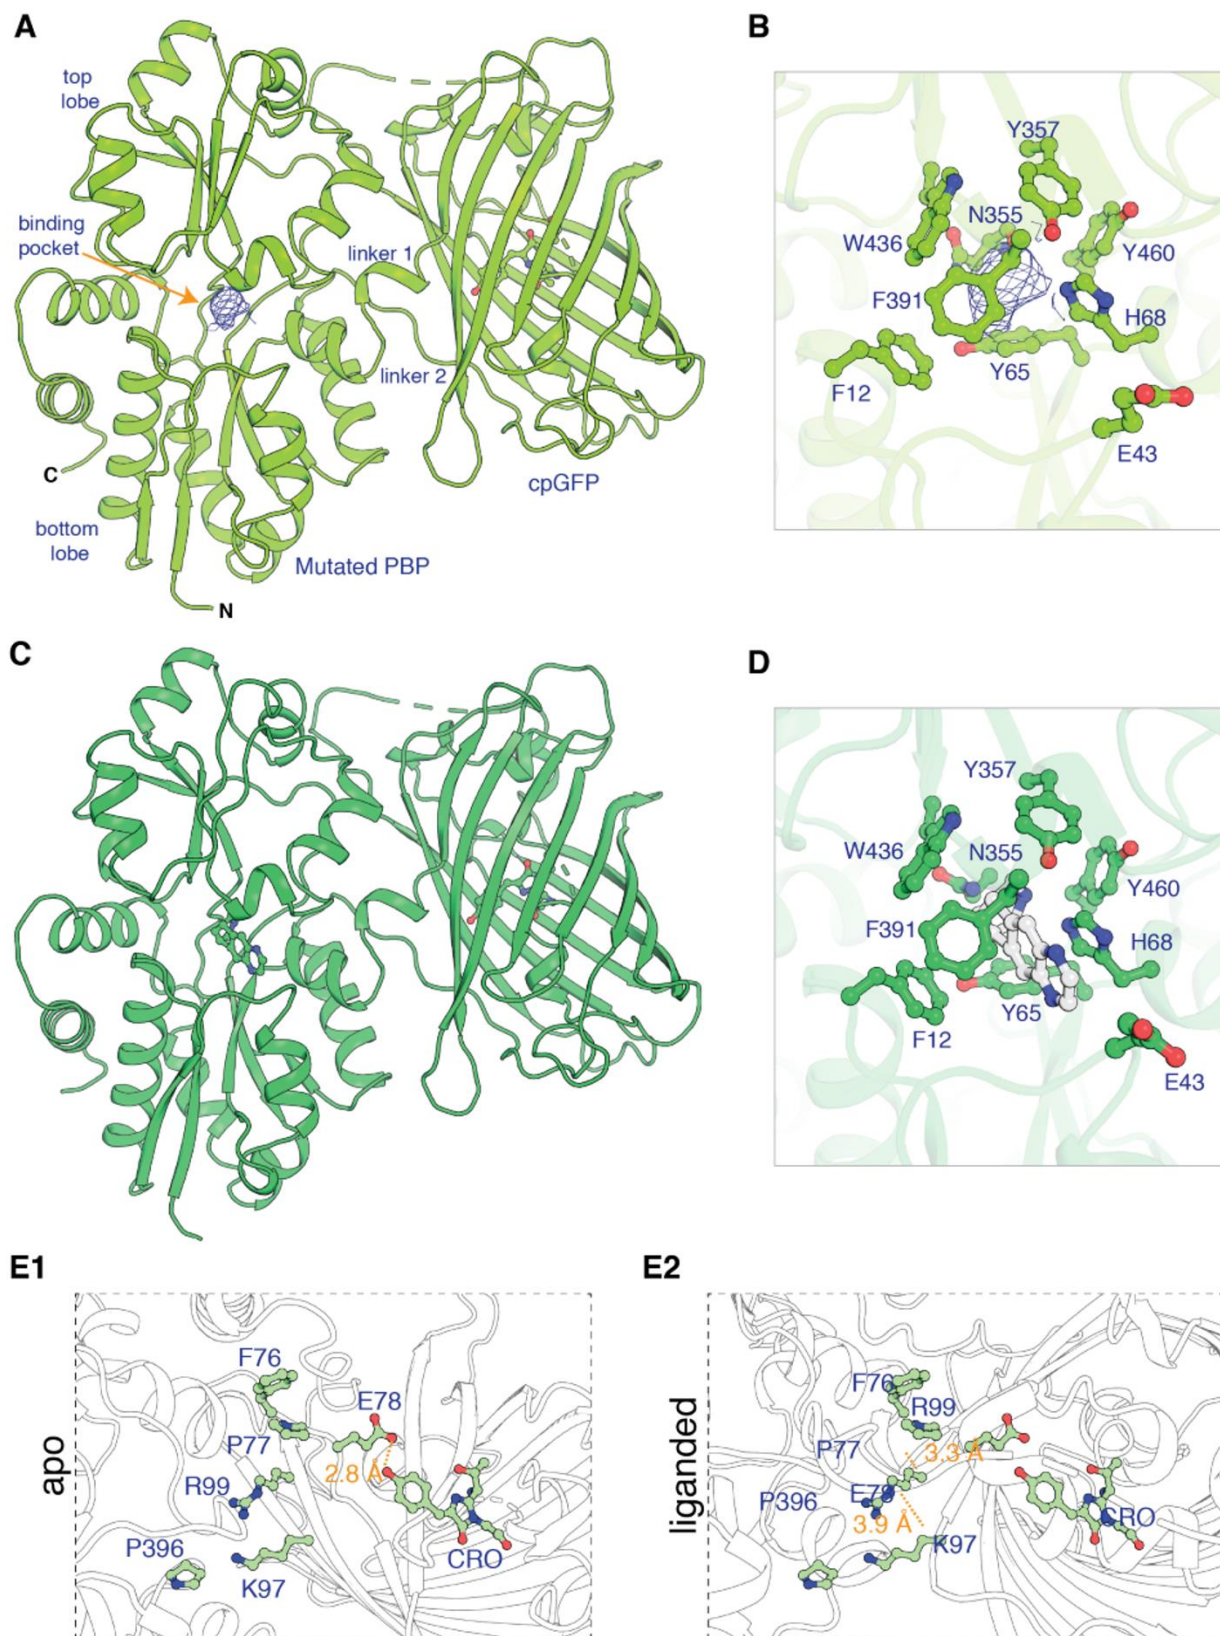 A
top
lobe
binding
pocket
linker 1
linker 2
C
cpGFP
bottom
lobe
Mutated PBP
N
B
Y357
N355
W436
Y460
F391
H68
Y65
F12
E43
C
D
Y357
W436
N355
Y460
F391
H68
Y65
F12
E43
E1
apo
F76
E78
P77
2.8 Å
R99
P396
K97
CRO
E2
liganded
F76
R99
P77
3.3 Å
P396
E78
3.9 Å
K97
CRO